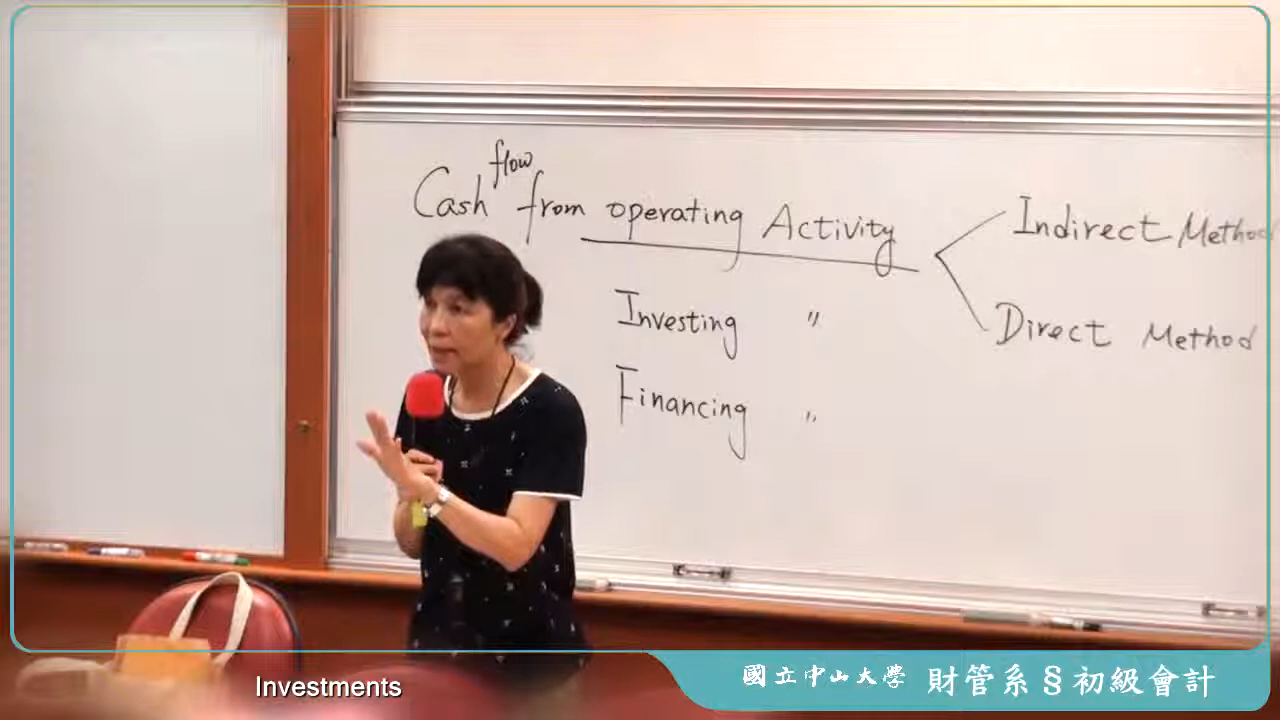 Cash flow from operating Activity
Indirect Method
Direct Method
Investing "
Financing "
Investments
國立中山大學 財管系§初級會計